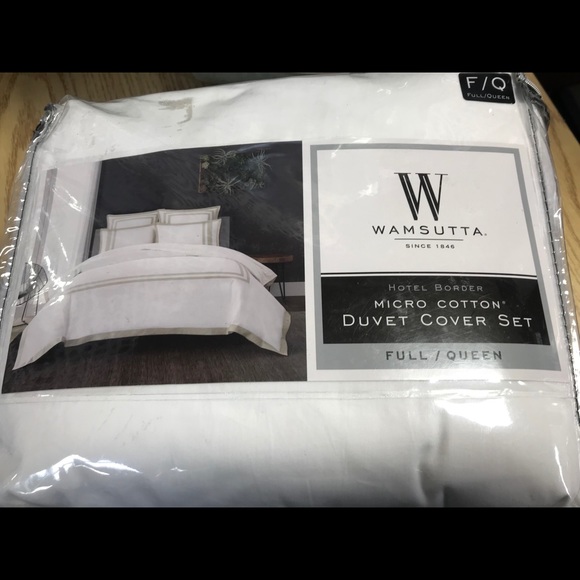 F/Q
FULL/QUEEN
W
WAMSUTTA®
SINCE 1846
HOTEL BORDER
MICRO COTTON®
DUVET COVER SET
FULL / QUEEN